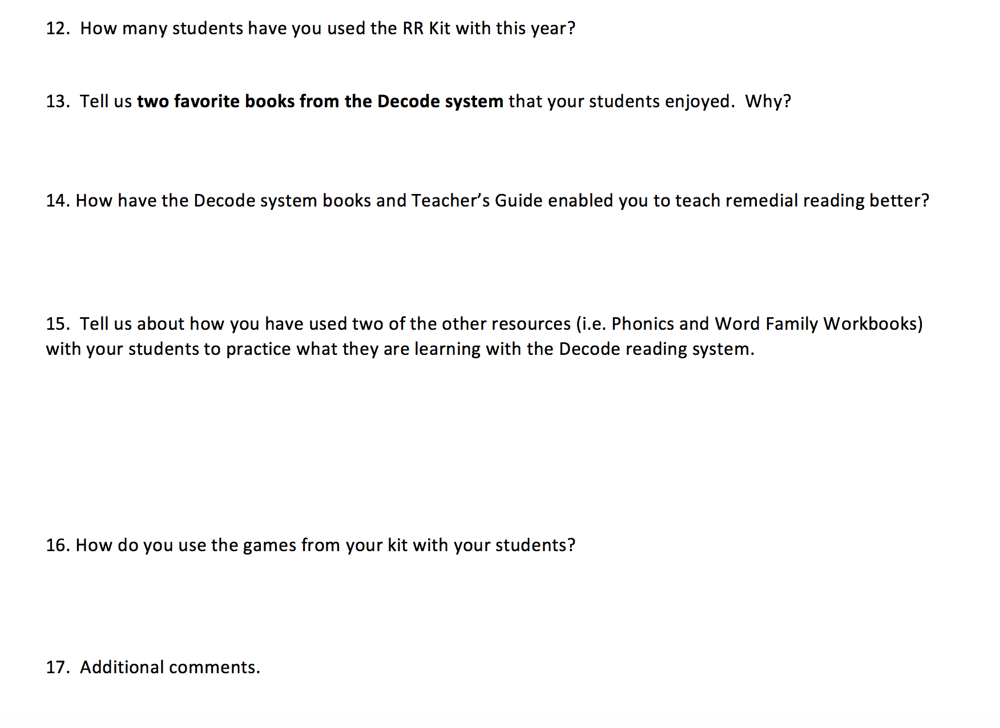 12.  How many students have you used the RR Kit with this year?
13.  Tell us two favorite books from the Decode system that your students enjoyed.  Why?
14. How have the Decode system books and Teacher’s Guide enabled you to teach remedial reading better?
15.  Tell us about how you have used two of the other resources (i.e. Phonics and Word Family Workbooks)
with your students to practice what they are learning with the Decode reading system.
16. How do you use the games from your kit with your students?
17.  Additional comments.